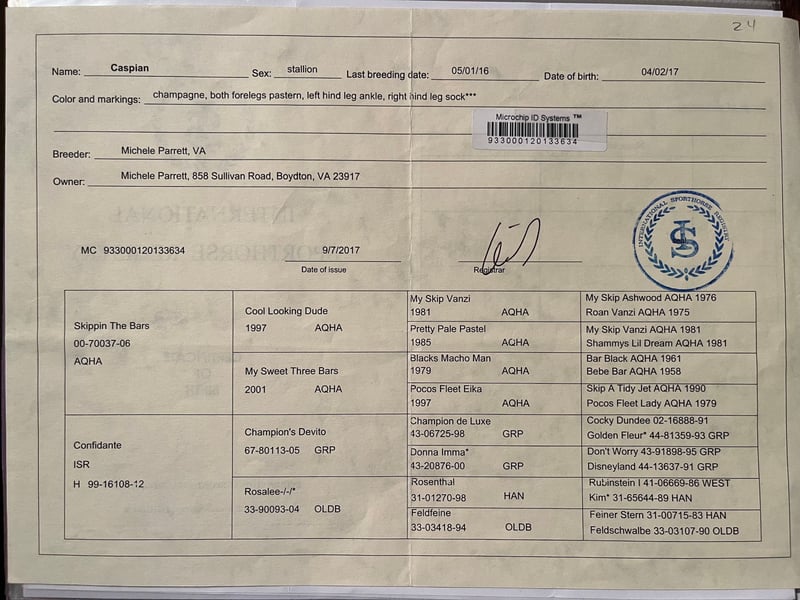 24
Name: Caspian Sex: stallion Last breeding date: 05/01/16 Date of birth: 04/02/17
Color and markings: champagne, both forelegs pastern, left hind leg ankle, right hind leg sock***
Microchip ID Systems ™
933000120133634
Breeder: Michele Parrett, VA
Owner: Michele Parrett, 858 Sullivan Road, Boydton, VA 23917
INTERNATIONAL SPORTHORSE REGISTRY
IS
MC 933000120133634 9/7/2017
Date of issue Registrar
Skippin The Bars
00-70037-06
AQHA
Confidante
ISR
H 99-16108-12
Cool Looking Dude
1997 AQHA
My Sweet Three Bars
2001 AQHA
Champion's Devito
67-80113-05 GRP
Rosalee-/-/*
33-90093-04 OLDB
My Skip Vanzi
1981 AQHA
Pretty Pale Pastel
1985 AQHA
Blacks Macho Man
1979 AQHA
Pocos Fleet Eika
1997 AQHA
Champion de Luxe
43-06725-98 GRP
Donna Imma*
43-20876-00 GRP
Rosenthal
31-01270-98 HAN
Feldfeine
33-03418-94 OLDB
My Skip Ashwood AQHA 1976
Roan Vanzi AQHA 1975
My Skip Vanzi AQHA 1981
Shammys Lil Dream AQHA 1981
Bar Black AQHA 1961
Bebe Bar AQHA 1958
Skip A Tidy Jet AQHA 1990
Pocos Fleet Lady AQHA 1979
Cocky Dundee 02-16888-91
Golden Fleur* 44-81359-93 GRP
Don't Worry 43-91898-95 GRP
Disneyland 44-13637-91 GRP
Rubinstein I 41-06669-86 WEST
Kim* 31-65644-89 HAN
Feiner Stern 31-00715-83 HAN
Feldschwalbe 33-03107-90 OLDB